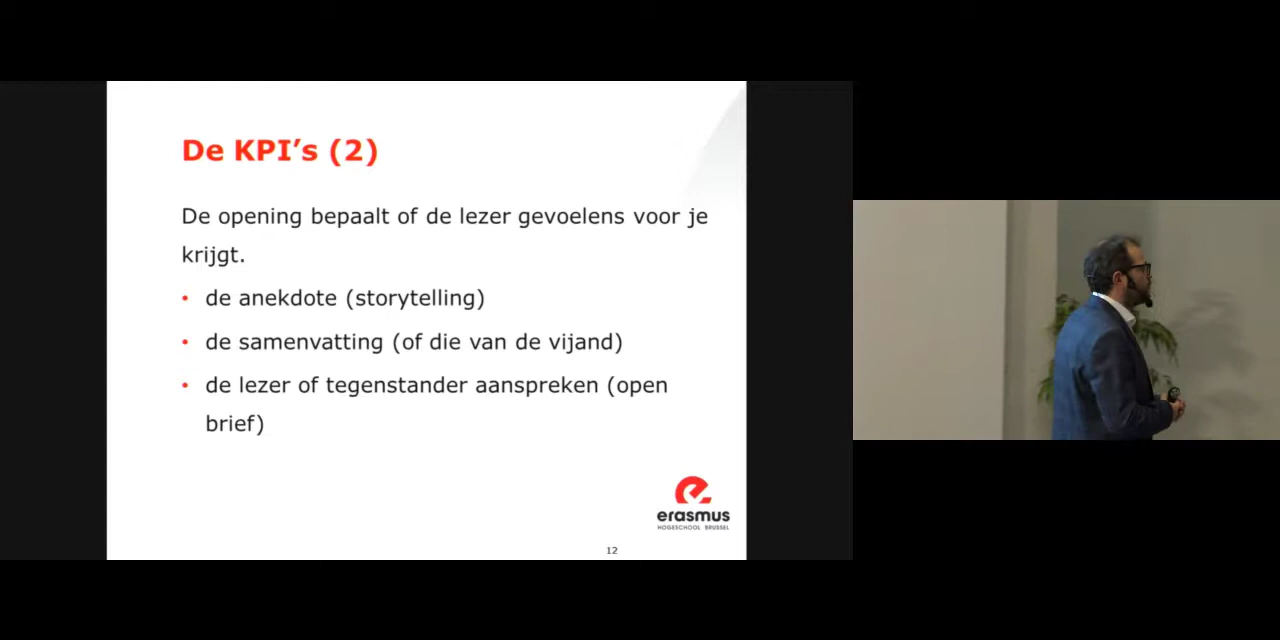 De KPI’s (2)
De opening bepaalt of de lezer gevoelens voor je
krijgt.
• de anekdote (storytelling)
• de samenvatting (of die van de vijand)
• de lezer of tegenstander aanspreken (open
brief)
erasmus
HOGESCHOOL BRUSSEL
12